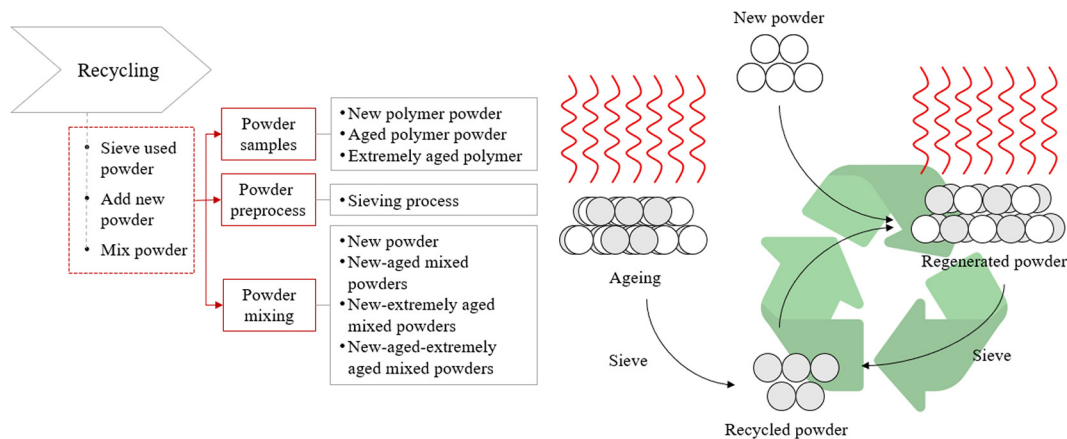 Recycling
Sieve used
powder
Add new
powder
Mix powder
Powder
samples
• New polymer powder
• Aged polymer powder
• Extremely aged polymer
Powder
preprocess
• Sieving process
Powder
mixing
• New powder
• New-aged mixed
powders
• New-extremely aged
mixed powders
• New-aged-extremely
aged mixed powders
New powder
Ageing
Regenerated powder
Sieve
Sieve
Recycled powder